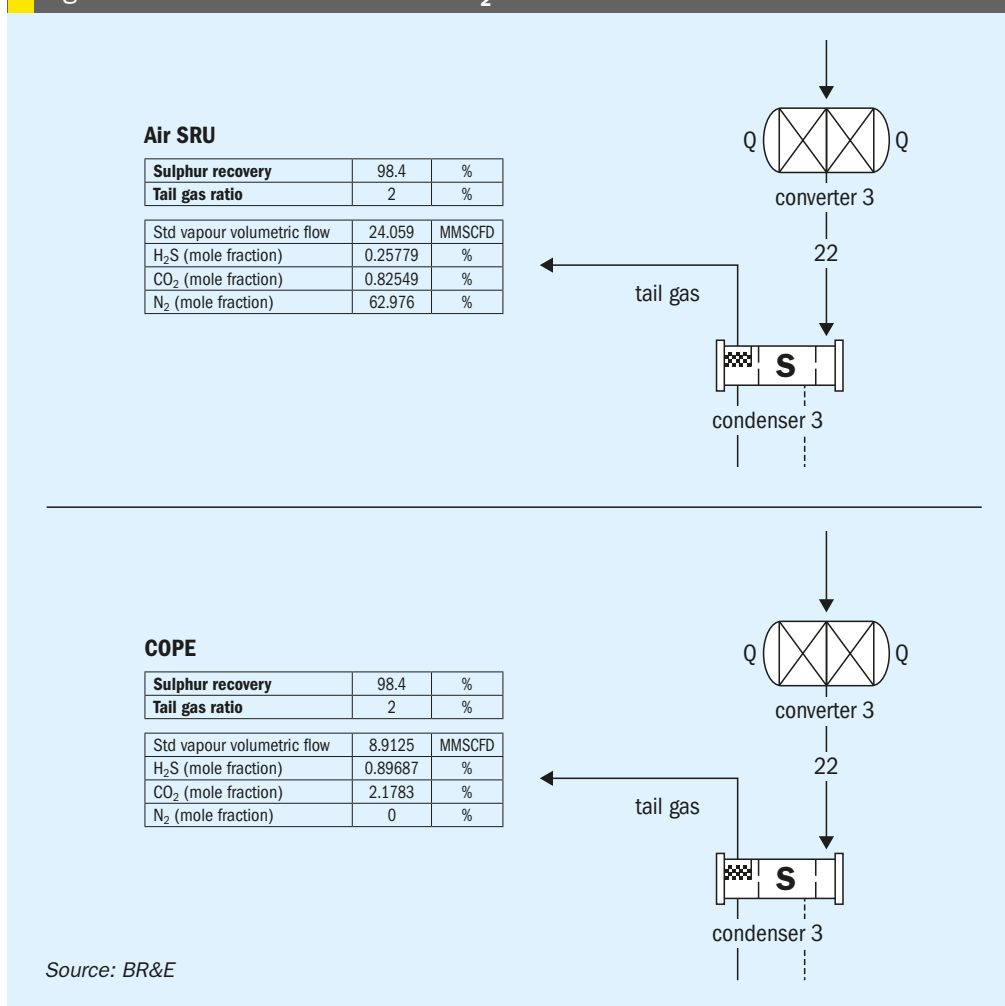 2
Air SRU
Sulphur recovery 98.4 %
Tail gas ratio 2 %
Std vapour volumetric flow 24.059 MMSCFD
H₂S (mole fraction) 0.25779 %
CO₂ (mole fraction) 0.82549 %
N₂ (mole fraction) 62.976 %
Q Q
converter 3
22
tail gas
S
condenser 3
COPE
Sulphur recovery 98.4 %
Tail gas ratio 2 %
Std vapour volumetric flow 8.9125 MMSCFD
H₂S (mole fraction) 0.89687 %
CO₂ (mole fraction) 2.1783 %
N₂ (mole fraction) 0 %
Q Q
converter 3
22
tail gas
S
condenser 3
Source: BR&E